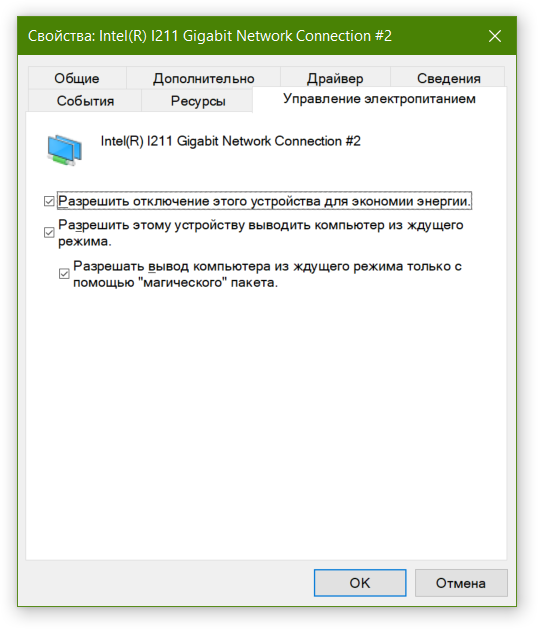 Свойства: Intel(R) I211 Gigabit Network Connection #2
Общие Дополнительно Драйвер Сведения
События Ресурсы Управление электропитанием
Intel(R) I211 Gigabit Network Connection #2
Разрешить отключение этого устройства для экономии энергии.
Разрешить этому устройству выводить компьютер из ждущего
режима.
Разрешать вывод компьютера из ждущего режима только с
помощью "магического" пакета.
OK Отмена